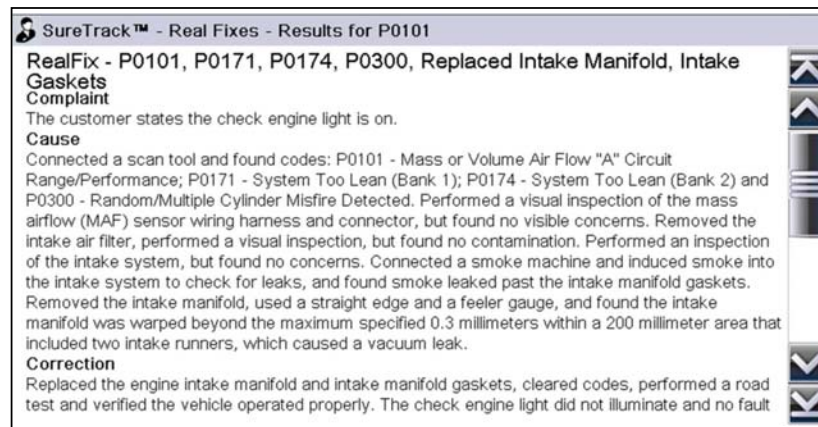 SureTrack™ - Real Fixes - Results for P0101
RealFix - P0101, P0171, P0174, P0300, Replaced Intake Manifold, Intake
Gaskets
Complaint
The customer states the check engine light is on.
Cause
Connected a scan tool and found codes: P0101 - Mass or Volume Air Flow "A" Circuit
Range/Performance; P0171 - System Too Lean (Bank 1); P0174 - System Too Lean (Bank 2) and
P0300 - Random/Multiple Cylinder Misfire Detected. Performed a visual inspection of the mass
airflow (MAF) sensor wiring harness and connector, but found no visible concerns. Removed the
intake air filter, performed a visual inspection, but found no contamination. Performed an inspection
of the intake system, but found no concerns. Connected a smoke machine and induced smoke into
the intake system to check for leaks, and found smoke leaked past the intake manifold gaskets.
Removed the intake manifold, used a straight edge and a feeler gauge, and found the intake
manifold was warped beyond the maximum specified 0.3 millimeters within a 200 millimeter area that
included two intake runners, which caused a vacuum leak.
Correction
Replaced the engine intake manifold and intake manifold gaskets, cleared codes, performed a road
test and verified the vehicle operated properly. The check engine light did not illuminate and no fault